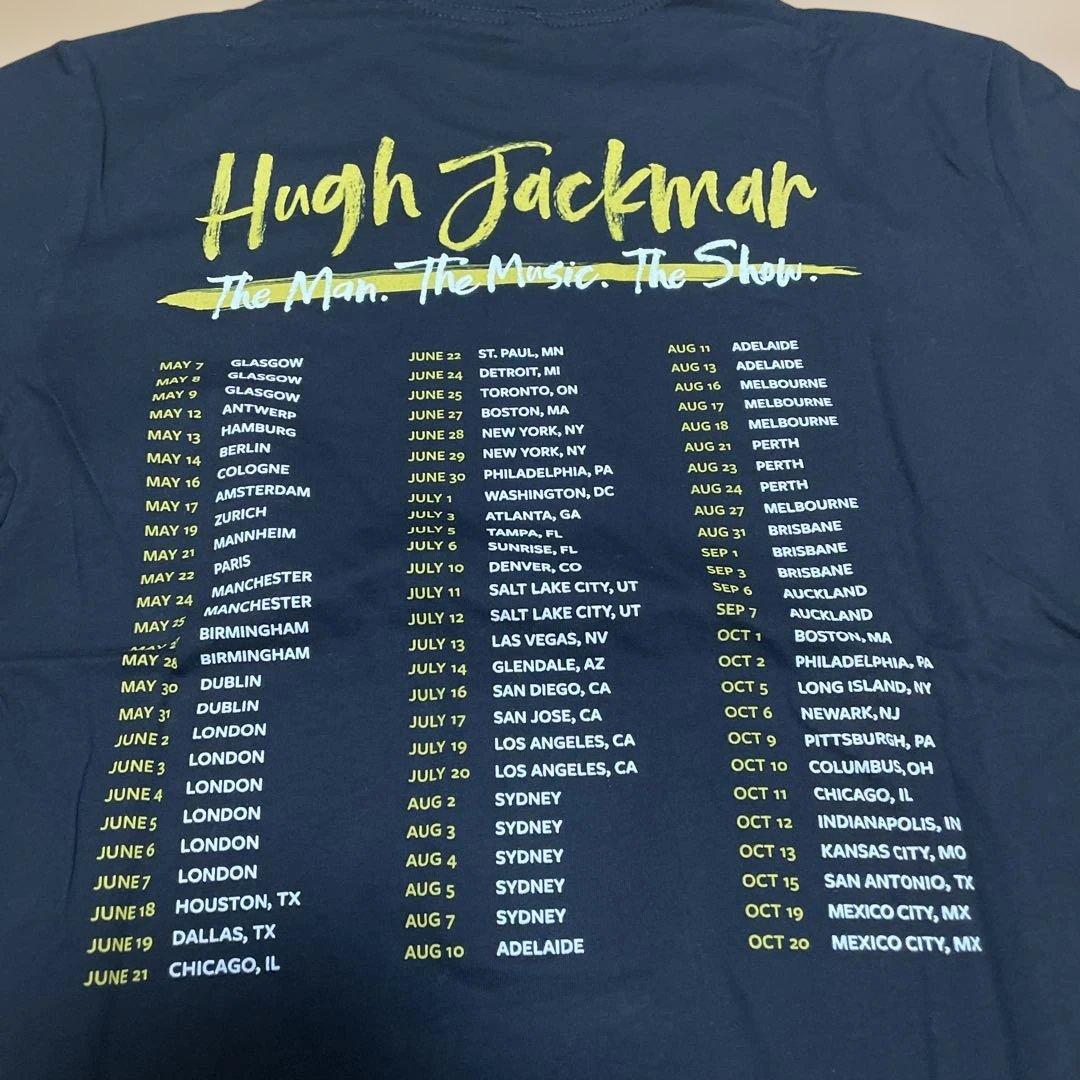 Hugh Jackman
The Man. The Music. The Show.
MAY 7 GLASGOW
MAY 8 GLASGOW
MAY 9 GLASGOW
MAY 12 ANTWERP
MAY 13 HAMBURG
MAY 14 BERLIN
MAY 16 COLOGNE
MAY 17 AMSTERDAM
MAY 19 ZURICH
MAY 21 MANNHEIM
MAY 22 PARIS
MAY 24 MANCHESTER
MAY 25 MANCHESTER
MAY BIRMINGHAM
MAY 28 BIRMINGHAM
MAY 30 DUBLIN
MAY 31 DUBLIN
JUNE 2 LONDON
JUNE 3 LONDON
JUNE 4 LONDON
JUNE 5 LONDON
JUNE 6 LONDON
JUNE 7 LONDON
JUNE 18 HOUSTON, TX
JUNE 19 DALLAS, TX
JUNE 21 CHICAGO, IL
JUNE 22 ST. PAUL, MN
JUNE 24 DETROIT, MI
JUNE 25 TORONTO, ON
JUNE 27 BOSTON, MA
JUNE 28 NEW YORK, NY
JUNE 29 NEW YORK, NY
JUNE 30 PHILADELPHIA, PA
JULY 1 WASHINGTON, DC
JULY 3 ATLANTA, GA
JULY 5 TAMPA, FL
JULY 6 SUNRISE, FL
JULY 10 DENVER, CO
JULY 11 SALT LAKE CITY, UT
JULY 12 SALT LAKE CITY, UT
JULY 13 LAS VEGAS, NV
JULY 14 GLENDALE, AZ
JULY 16 SAN DIEGO, CA
JULY 17 SAN JOSE, CA
JULY 19 LOS ANGELES, CA
JULY 20 LOS ANGELES, CA
AUG 2 SYDNEY
AUG 3 SYDNEY
AUG 4 SYDNEY
AUG 5 SYDNEY
AUG 7 SYDNEY
AUG 10 ADELAIDE
AUG 11 ADELAIDE
AUG 13 ADELAIDE
AUG 16 MELBOURNE
AUG 17 MELBOURNE
AUG 18 MELBOURNE
AUG 21 PERTH
AUG 23 PERTH
AUG 24 PERTH
AUG 27 MELBOURNE
AUG 31 BRISBANE
SEP 1 BRISBANE
SEP 3 BRISBANE
SEP 6 AUCKLAND
SEP 7 AUCKLAND
OCT 1 BOSTON, MA
OCT 2 PHILADELPHIA, PA
OCT 5 LONG ISLAND, NY
OCT 6 NEWARK, NJ
OCT 9 PITTSBURGH, PA
OCT 10 COLUMBUS, OH
OCT 11 CHICAGO, IL
OCT 12 INDIANAPOLIS, IN
OCT 13 KANSAS CITY, MO
OCT 15 SAN ANTONIO, TX
OCT 19 MEXICO CITY, MX
OCT 20 MEXICO CITY, MX